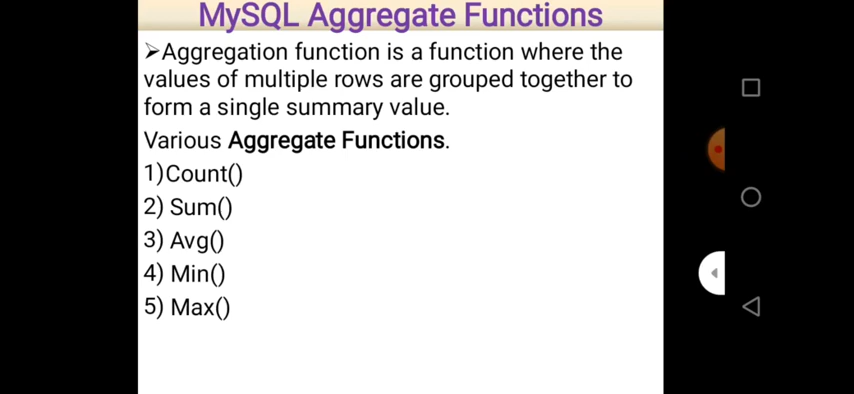 MySQL Aggregate Functions
➢Aggregation function is a function where the
values of multiple rows are grouped together to
form a single summary value.
Various Aggregate Functions.
1)Count()
2) Sum()
3) Avg()
4) Min()
5) Max()